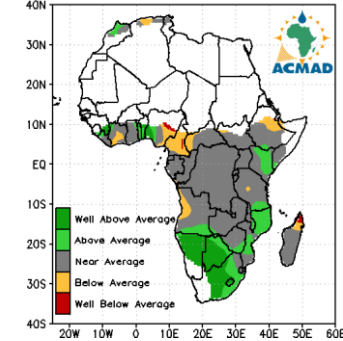 40N
30N
20N
10N
EQ
10S
20S
30S
40S
ACMAD
Well Above Average
Above Average
Near Average
Below Average
Well Below Average
20W 10W 0 10E 20E 30E 40E 50E 60E